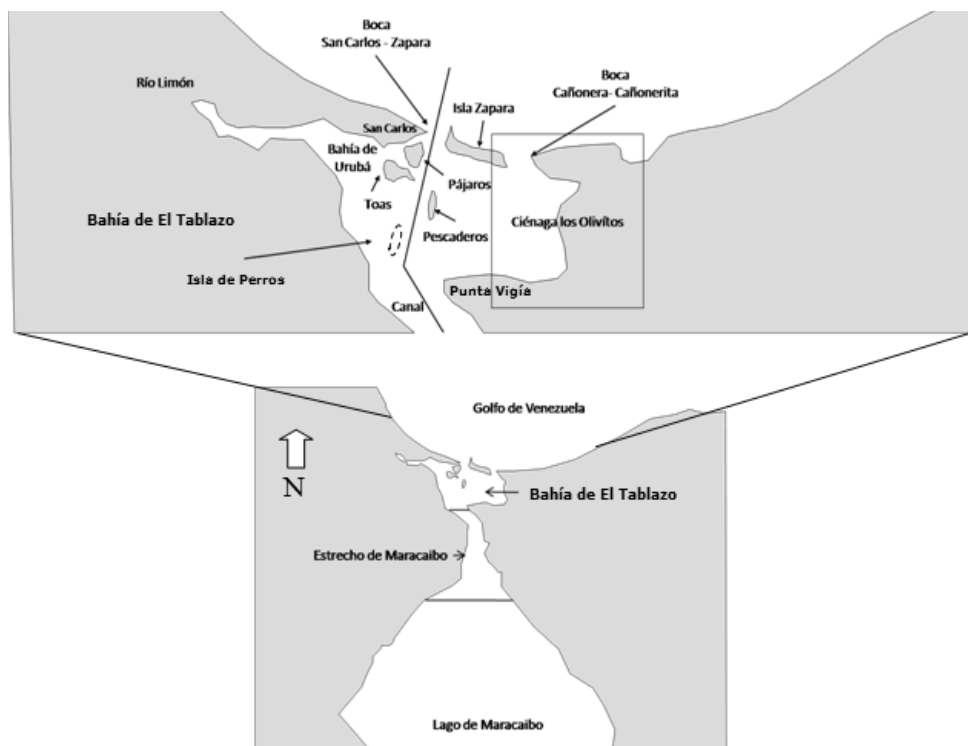 Boca
San Carlos - Zapara
Boca
Cañonera- Cañonerita
Río Limón
Isla Zapara
San Carlos
Bahía de
Urubá
Pájaros
Toas
Bahía de El Tablazo
Ciénaga los Olivítos
Pescaderos
Isla de Perros
Punta Vigía
Canal
Golfo de Venezuela
N
Bahía de El Tablazo
Estrecho de Maracaibo
Lago de Maracaibo